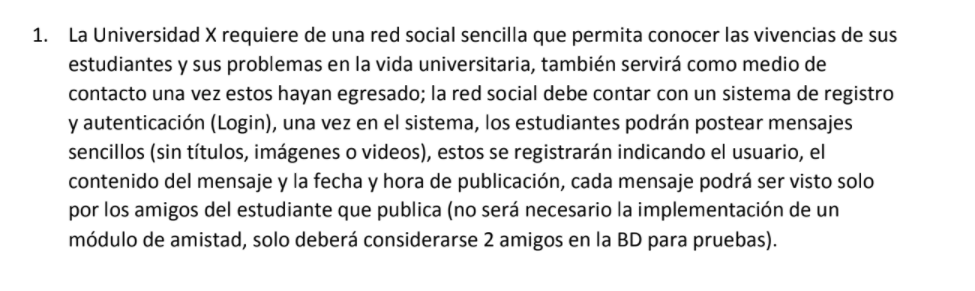 1. La Universidad X requiere de una red social sencilla que permita conocer las vivencias de sus
estudiantes y sus problemas en la vida universitaria, también servirá como medio de
contacto una vez estos hayan egresado; la red social debe contar con un sistema de registro
y autenticación (Login), una vez en el sistema, los estudiantes podrán postear mensajes
sencillos (sin títulos, imágenes o videos), estos se registrarán indicando el usuario, el
contenido del mensaje y la fecha y hora de publicación, cada mensaje podrá ser visto solo
por los amigos del estudiante que publica (no será necesario la implementación de un
módulo de amistad, solo deberá considerarse 2 amigos en la BD para pruebas).